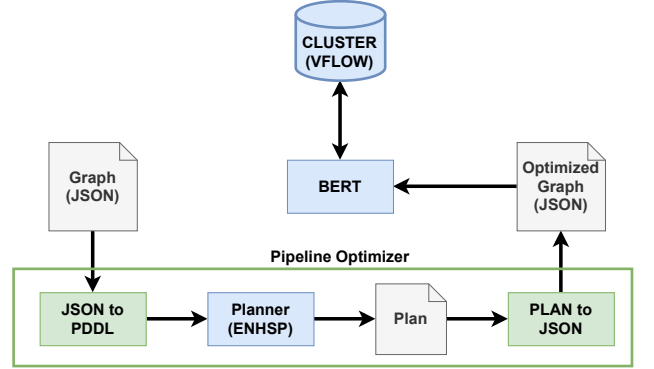 CLUSTER
(VFLOW)
Graph
(JSON)
BERT
Optimized
Graph
(JSON)
Pipeline Optimizer
JSON to
PDDL
Planner
(ENHSP)
Plan
PLAN to
JSON